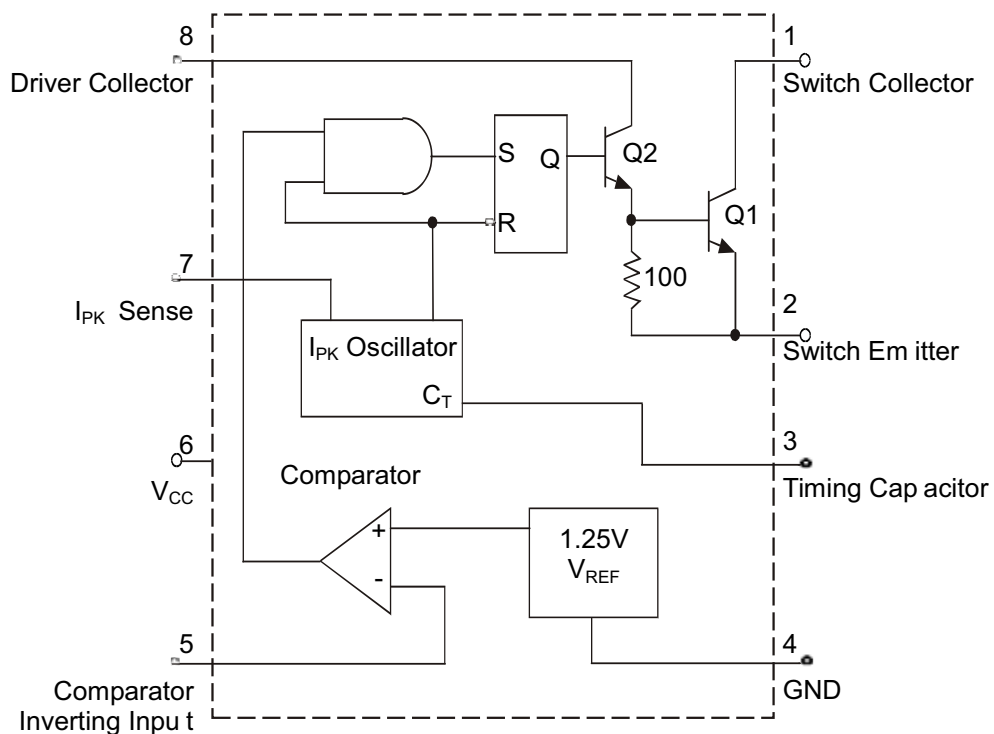 8
Driver Collector
1
Switch Collector
S
Q
R
Q2
Q1
100
7
IPK Sense
2
Switch Em itter
IPK Oscillator
CT
3
Timing Cap acitor
6
VCC
Comparator
+
-
1.25V
VREF
5
Comparator
Inverting Inpu t
4
GND